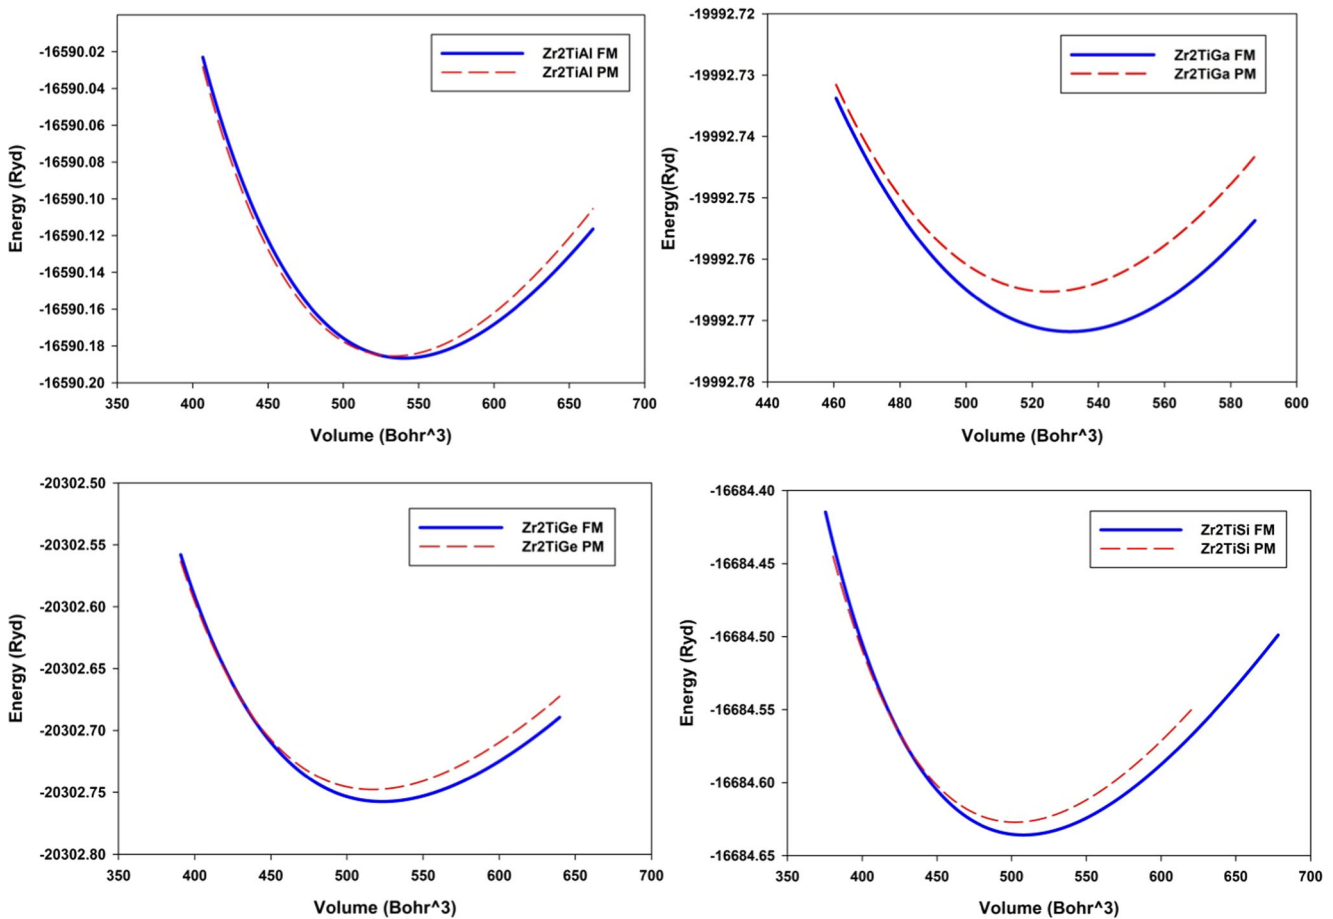 -16590.02
-16590.04
-16590.06
-16590.08
-16590.10
-16590.12
-16590.14
-16590.16
-16590.18
-16590.20
Energy (Ryd)
Zr2TiAl FM
Zr2TiAl PM
350 400 450 500 550 600 650 700
Volume (Bohr^3)
-19992.72
-19992.73
-19992.74
-19992.75
-19992.76
-19992.77
-19992.78
Energy(Ryd)
Zr2TiGa FM
Zr2TiGa PM
440 460 480 500 520 540 560 580 600
Volume (Bohr^3)
-20302.50
-20302.55
-20302.60
-20302.65
-20302.70
-20302.75
-20302.80
Energy (Ryd)
Zr2TiGe FM
Zr2TiGe PM
350 400 450 500 550 600 650 700
Volume (Bohr^3)
-16684.40
-16684.45
-16684.50
-16684.55
-16684.60
-16684.65
Energy (Ryd)
Zr2TiSi FM
Zr2TiSi PM
350 400 450 500 550 600 650 700
Volume (Bohr^3)